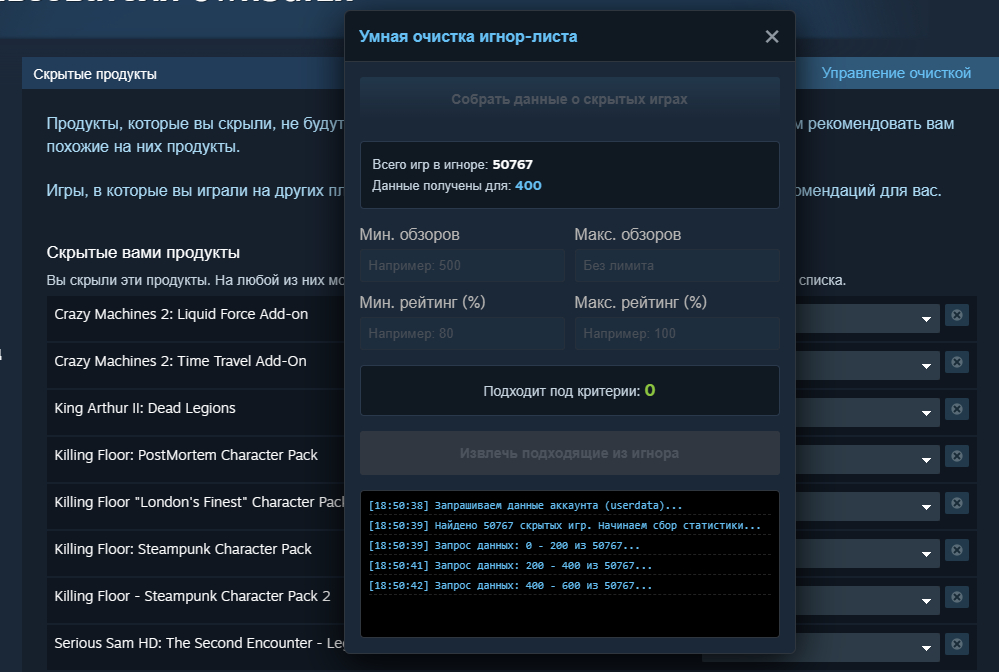 Умная очистка игнор-листа
Скрытые продукты
Управление очисткой
Собрать данные о скрытых играх
Продукты, которые вы скрыли, не будут
рекомендовать вам
похожие на них продукты.
Всего игр в игноре: 50767
Данные получены для: 400
Игры, в которые вы играли на других
для вас.
Мин. обзоров
Макс. обзоров
Например: 500
Без лимита
Скрытые вами продукты
Вы скрыли эти продукты. На любой из них
списка.
Мин. рейтинг (%)
Макс. рейтинг (%)
Например: 80
Например: 100
Crazy Machines 2: Liquid Force Add-on
Crazy Machines 2: Time Travel Add-On
King Arthur II: Dead Legions
Killing Floor: PostMortem Character Pack
Killing Floor "London's Finest" Character Pack
Killing Floor: Steampunk Character Pack
Killing Floor - Steampunk Character Pack 2
Serious Sam HD: The Second Encounter -
Подходит под критерии: 0
Извлечь подходящие из игнора
[18:50:38] Запрашиваем данные аккаунта (userdata)...
[18:50:39] Найдено 50767 скрытых игр. Начинаем сбор статистики...
[18:50:39] Запрос данных: 0 - 200 из 50767...
[18:50:41] Запрос данных: 200 - 400 из 50767...
[18:50:42] Запрос данных: 400 - 600 из 50767...